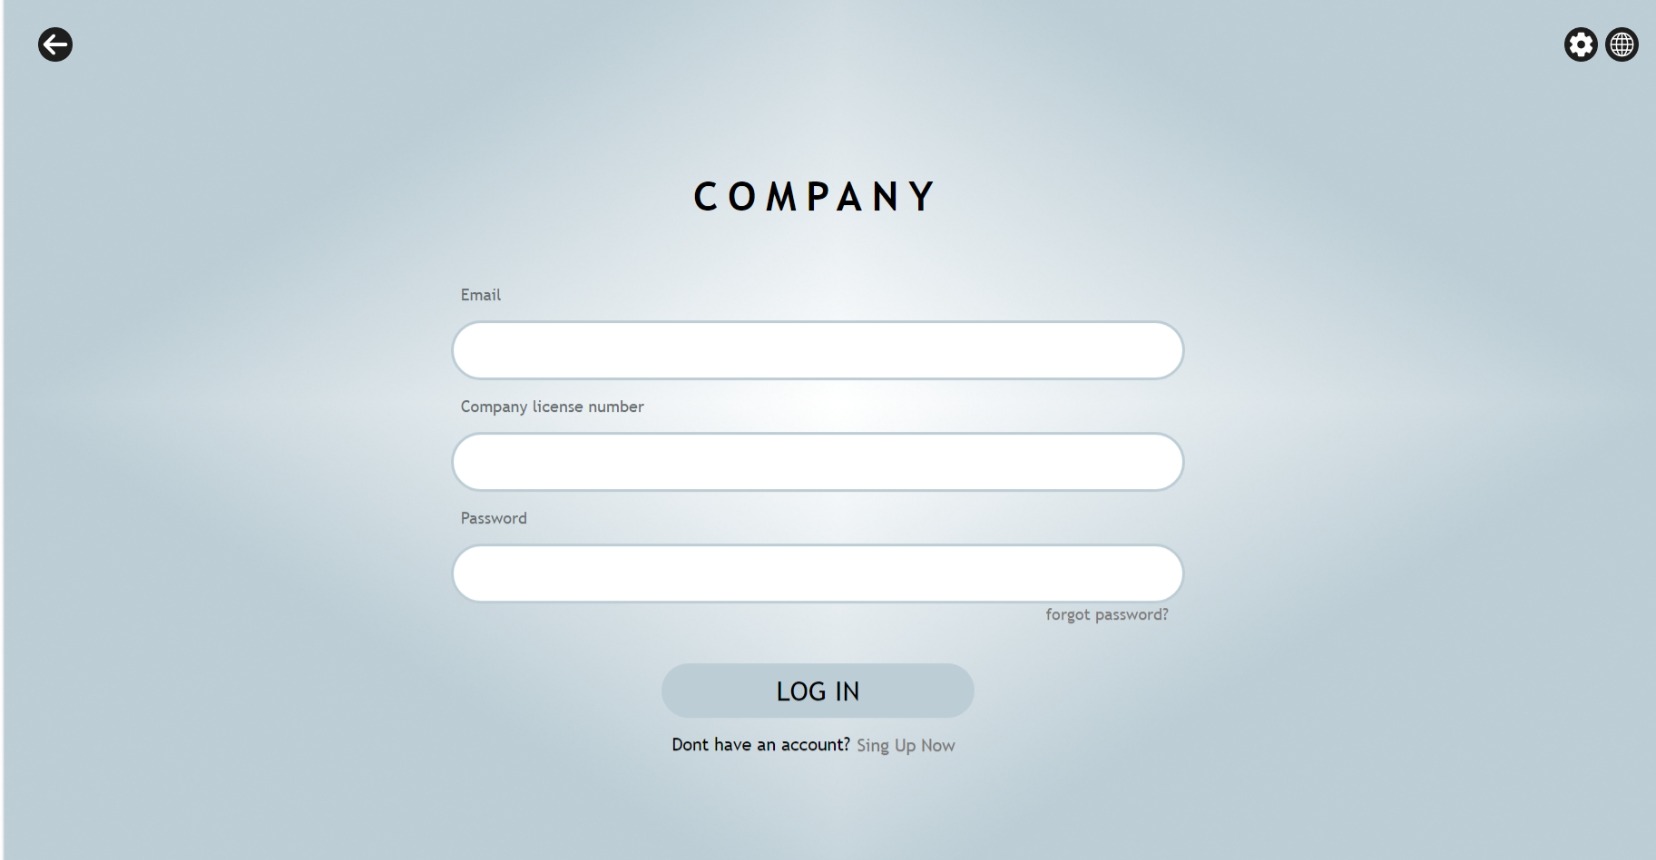 COMPANY
Email
Company license number
Password
forgot password?
LOG IN
Dont have an account? Sing Up Now